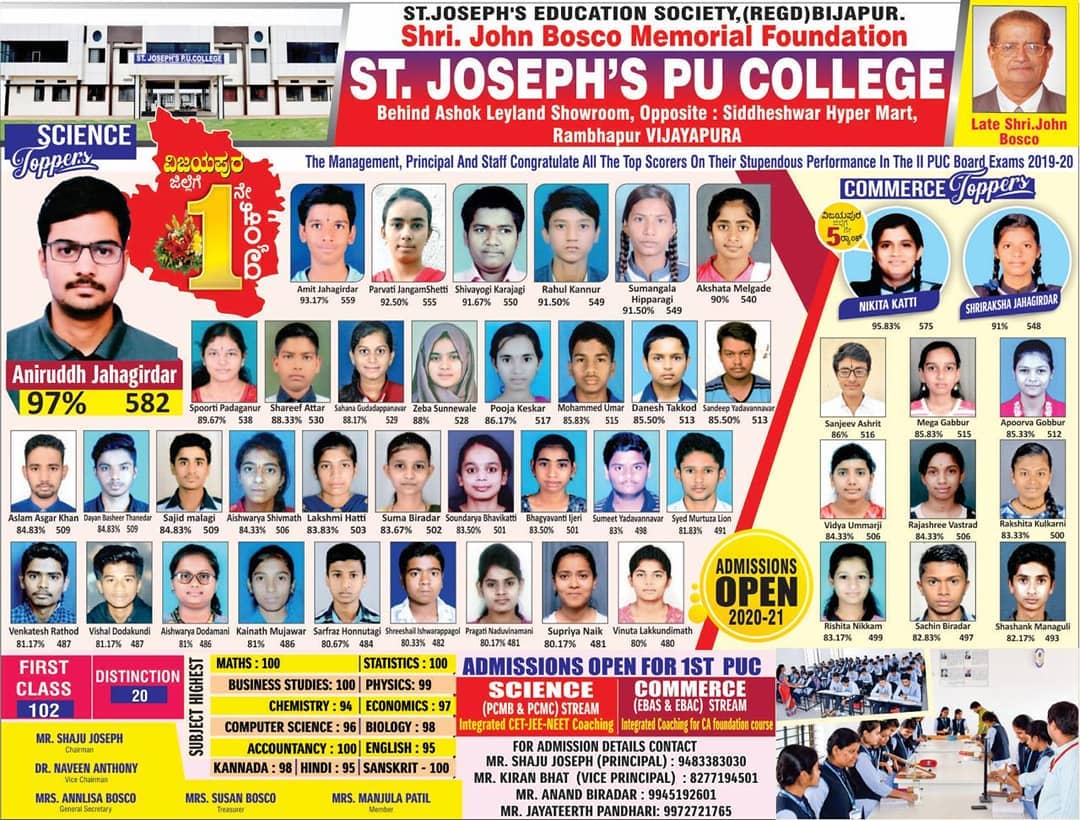 ST.JOSEPH'S EDUCATION SOCIETY,(REGD)BIJAPUR.
Shri. John Bosco Memorial Foundation
ST. JOSEPH'S PU COLLEGE
Behind Ashok Leyland Showroom, Opposite : Siddheshwar Hyper Mart,
Rambhapur VIJAYAPURA
ST. JOSEPH'S P.U.COLLEGE
Late Shri.John
Bosco
The Management, Principal And Staff Congratulate All The Top Scorers On Their Stupendous Performance In The II PUC Board Exams 2019-20
SCIENCE
Toppers
ವಿಜಯಪುರ
ಜಿಲ್ಲೆಗೆ
1 ನೇ
ರ‍್ಯಾಂಕ್
Aniruddh Jahagirdar
97% 582
Amit Jahagirdar
93.17% 559
Parvati JangamShetti
92.50% 555
Shivayogi Karajagi
91.67% 550
Rahul Kannur
91.50% 549
Sumangala
Hipparagi
91.50% 549
Akshata Melgade
90% 540
Spoorti Padaganur
89.67% 538
Shareef Attar
88.33% 530
Sahana Gudadappanavar
88.17% 529
Zeba Sunnewale
88% 528
Pooja Keskar
86.17% 517
Mohammed Umar
85.83% 515
Danesh Takkod
85.50% 513
Sandeep Yadavannavar
85.50% 513
Aslam Asgar Khan
84.83% 509
Dayan Basheer Thanedar
84.83% 509
Sajid malagi
84.83% 509
Aishwarya Shivmath
84.33% 506
Lakshmi Hatti
83.83% 503
Suma Biradar
83.67% 502
Soundarya Bhavikatti
83.50% 501
Bhagyavanti Ijeri
83.50% 501
Sumeet Yadavannavar
83% 498
Syed Murtuza Lion
81.83% 491
Venkatesh Rathod
81.17% 487
Vishal Dodakundi
81.17% 487
Aishwarya Dodamani
81% 486
Kainath Mujawar
81% 486
Sarfraz Honnutagi
80.67% 484
Shreeshail Ishwarappagol
80.33% 482
Pragati Naduvinamani
80.17% 481
Supriya Naik
80.17% 481
Vinuta Lakkundimath
80% 480
COMMERCE Toppers
ವಿಜಯಪುರ
ಜಿಲ್ಲೆಗೆ
5 ನೇ
ರ‍್ಯಾಂಕ್
NIKITA KATTI
95.83% 575
SHRIRAKSHA JAHAGIRDAR
91% 548
Sanjeev Ashrit
86% 516
Mega Gabbur
85.83% 515
Apoorva Gobbur
85.33% 512
Vidya Ummarji
84.33% 506
Rajashree Vastrad
84.33% 506
Rakshita Kulkarni
83.33% 500
Rishita Nikkam
83.17% 499
Sachin Biradar
82.83% 497
Shashank Managuli
82.17% 493
ADMISSIONS
OPEN
2020-21
FIRST
CLASS
102
DISTINCTION
20
MR. SHAJU JOSEPH
Chairman
DR. NAVEEN ANTHONY
Vice Chairman
MRS. ANNLISA BOSCO
General Secretary
MRS. SUSAN BOSCO
Treasurer
MRS. MANJULA PATIL
Member
SUBJECT HIGHEST
MATHS : 100 STATISTICS : 100
BUSINESS STUDIES: 100 PHYSICS: 99
CHEMISTRY : 94 ECONOMICS : 97
COMPUTER SCIENCE : 96 BIOLOGY : 98
ACCOUNTANCY : 100 ENGLISH : 95
KANNADA : 98 HINDI : 95 SANSKRIT - 100
ADMISSIONS OPEN FOR 1ST PUC
SCIENCE
(PCMB & PCMC) STREAM
Integrated CET-JEE-NEET Coaching
COMMERCE
(EBAS & EBAC) STREAM
Integrated Coaching for CA foundation course
FOR ADMISSION DETAILS CONTACT
MR. SHAJU JOSEPH (PRINCIPAL) : 9483383030
MR. KIRAN BHAT (VICE PRINCIPAL) : 8277194501
MR. ANAND BIRADAR : 9945192601
MR. JAYATEERTH PANDHARI: 9972721765